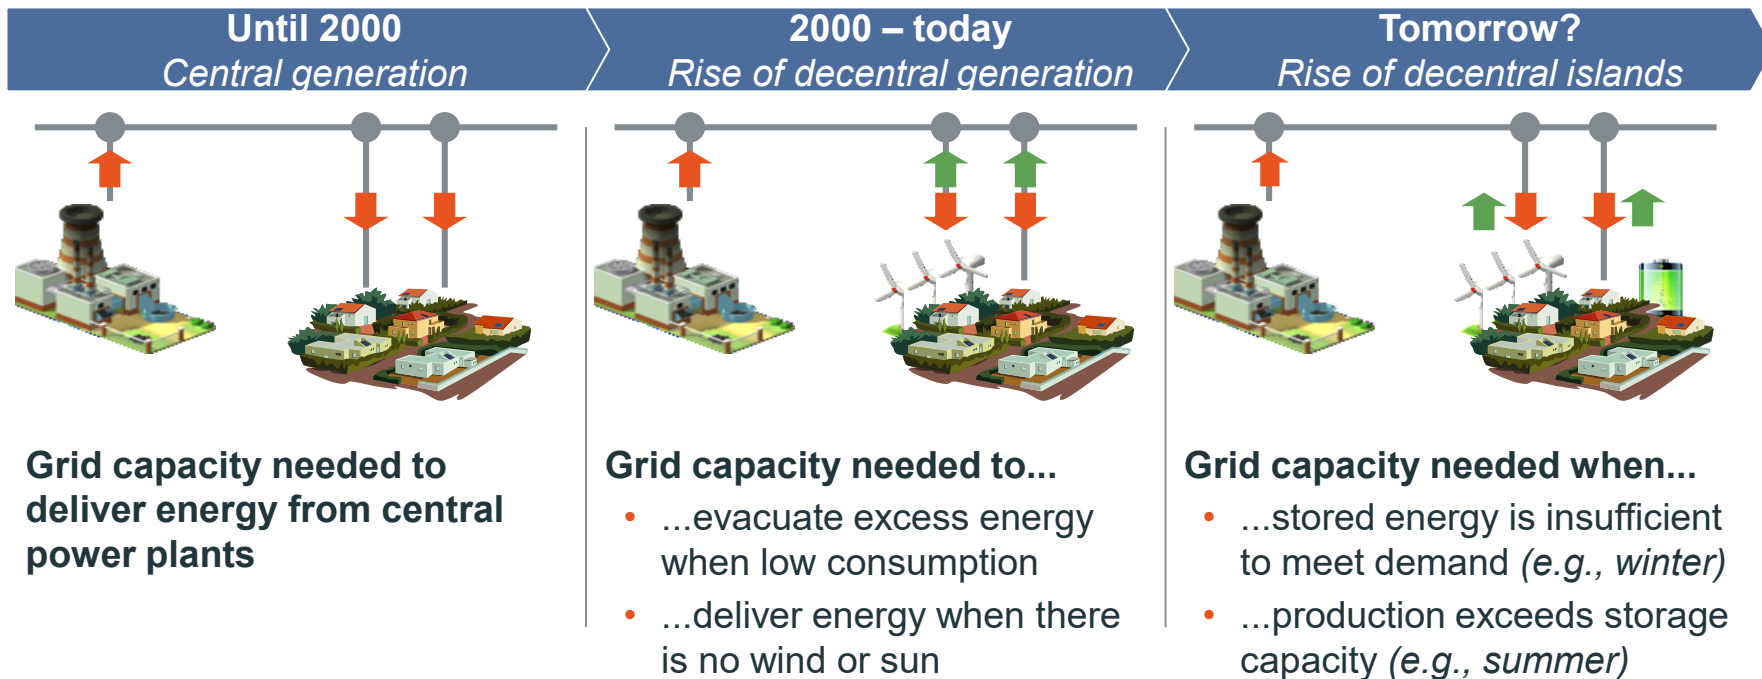 Until 2000
Central generation
2000 – today
Rise of decentral generation
Tomorrow?
Rise of decentral islands
Grid capacity needed to
deliver energy from central
power plants
Grid capacity needed to...
• ...evacuate excess energy
when low consumption
• ...deliver energy when there
is no wind or sun
Grid capacity needed when...
• ...stored energy is insufficient
to meet demand (e.g., winter)
• ...production exceeds storage
capacity (e.g., summer)